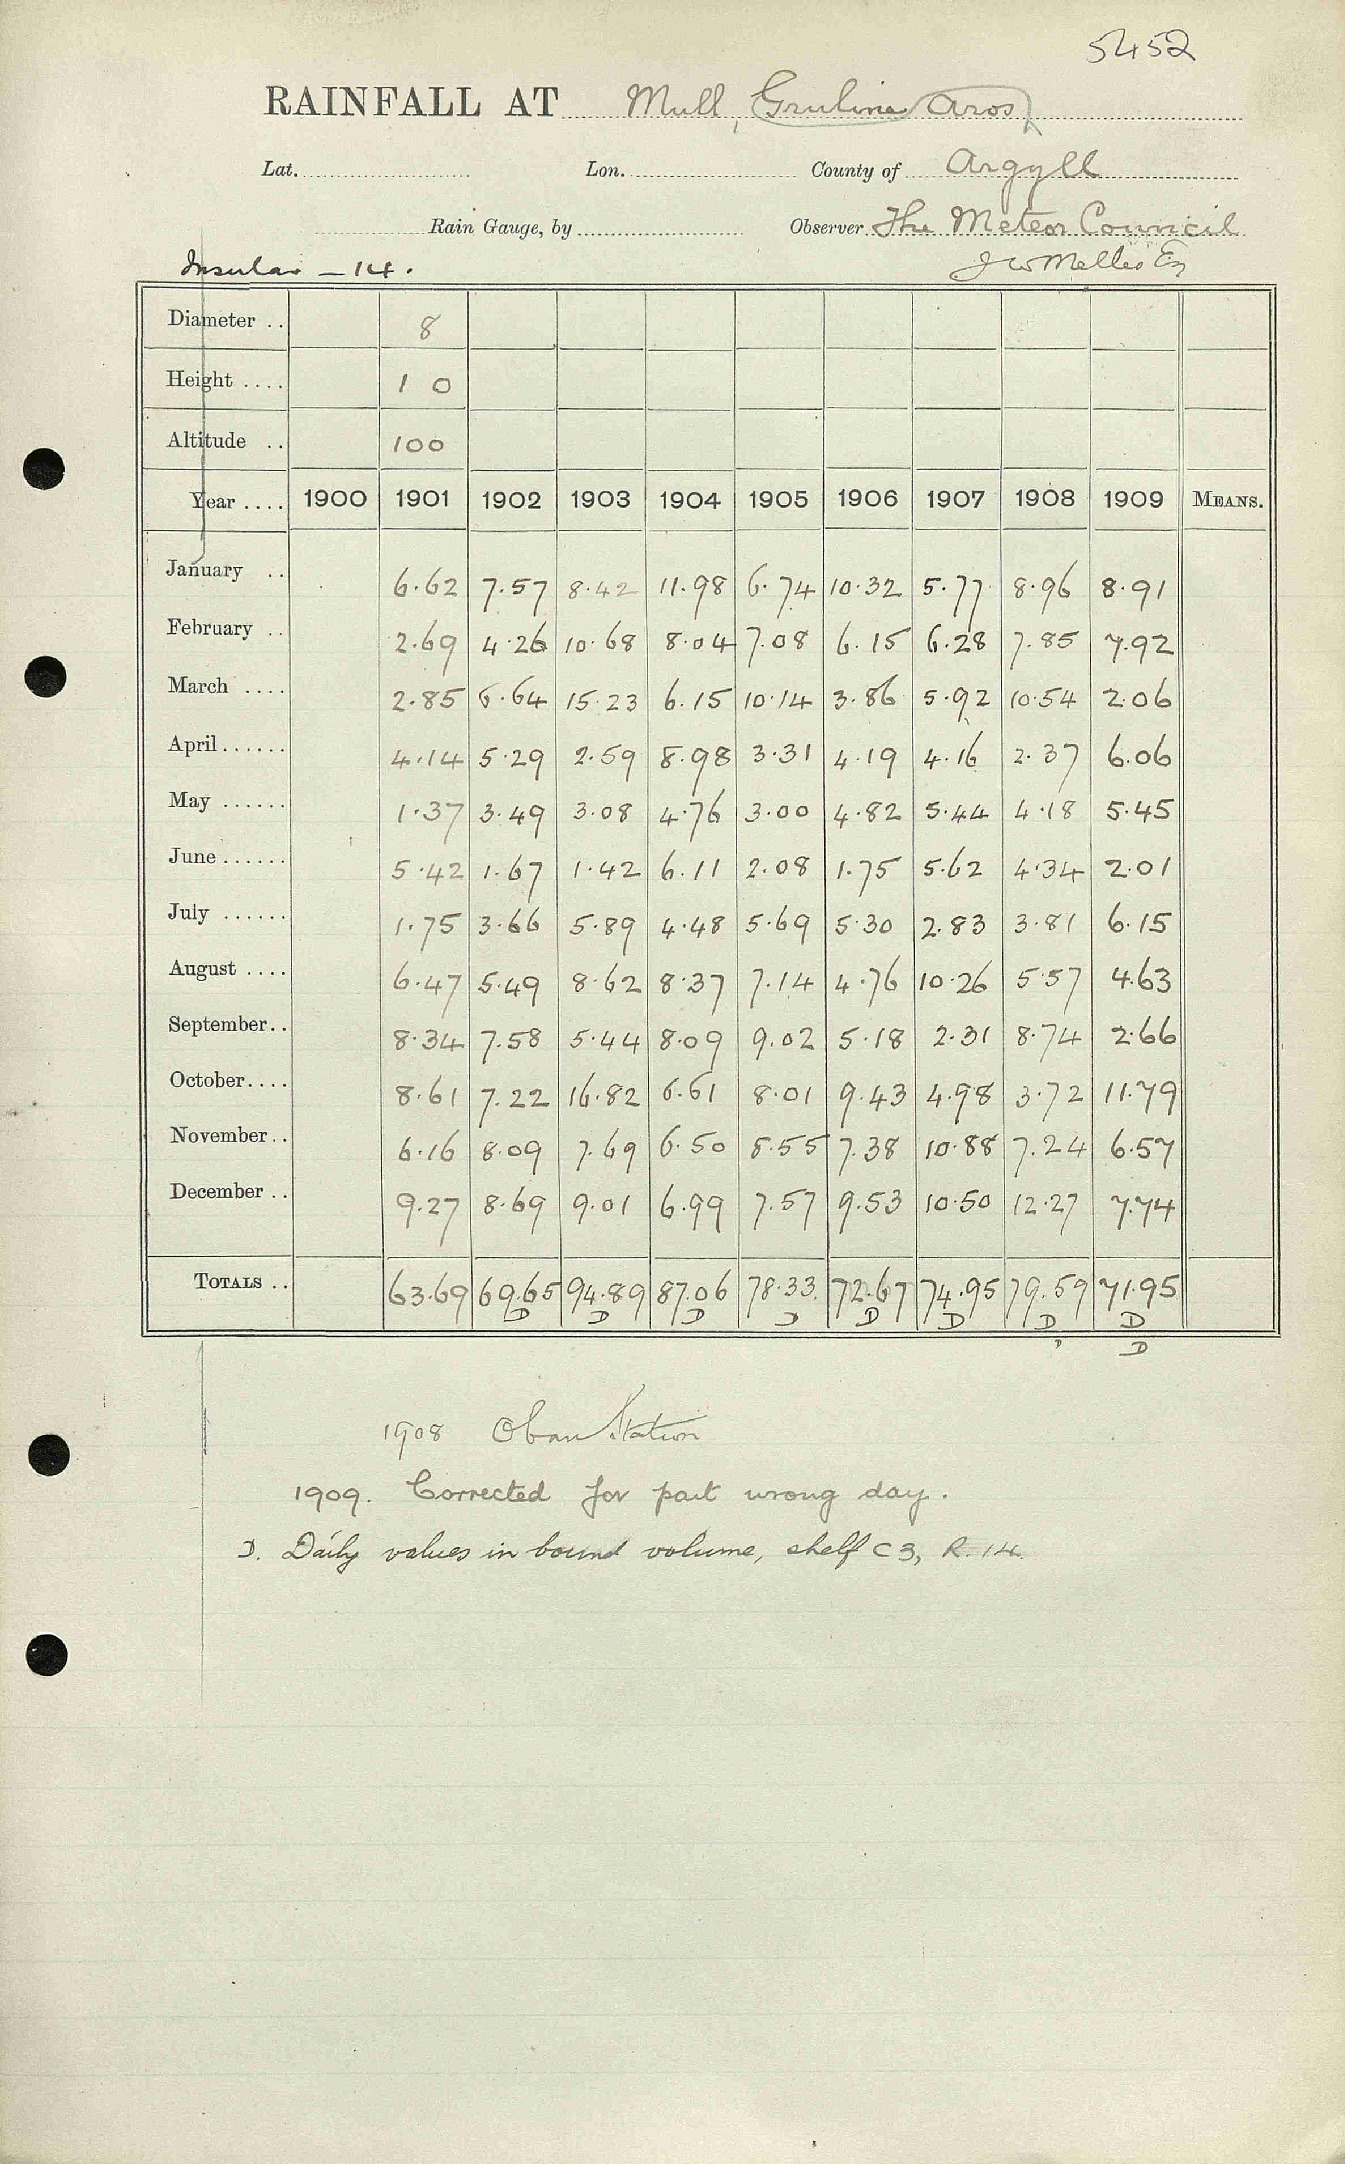 5452
RAINFALL AT Mull, Gruline Aros
Lat. Lon. County of Argyll
Rain Gauge, by Observer The Meteor Council
Insular – 14. J W Melles Eq
Diameter .. 8
Height .... 1 0
Altitude .. 100
Year .... 1900 1901 1902 1903 1904 1905 1906 1907 1908 1909 MEANS.
January .. 6.62 7.57 8.42 11.98 6.74 10.32 5.77 8.96 8.91
February .. 2.69 4.26 10.68 8.04 7.08 6.15 6.28 7.85 7.92
March .... 2.85 6.64 15.23 6.15 10.14 3.86 5.92 10.54 2.06
April...... 4.14 5.29 2.59 8.98 3.31 4.19 4.16 2.37 6.06
May ...... 1.37 3.49 3.08 4.76 3.00 4.82 5.44 4.18 5.45
June ...... 5.42 1.67 1.42 6.11 2.08 1.75 5.62 4.34 2.01
July ...... 1.75 3.66 5.89 4.48 5.69 5.30 2.83 3.81 6.15
August .... 6.47 5.49 8.62 8.37 7.14 4.76 10.26 5.57 4.63
September.. 8.34 7.58 5.44 8.09 9.02 5.18 2.31 8.74 2.66
October.... 8.61 7.22 16.82 6.61 8.01 9.43 4.98 3.72 11.79
November.. 6.16 8.09 7.69 6.50 8.55 7.38 10.88 7.24 6.57
December .. 9.27 8.69 9.01 6.99 7.57 9.53 10.50 12.27 7.74
TOTALS .. 63.69 69.65 94.89 87.06 78.33 72.67 74.95 79.59 71.95
D D D D D D D D
D
1908 Oban Station
1909. Corrected for part wrong day.
D. Daily values in bound volume, shelf C3, R. 14